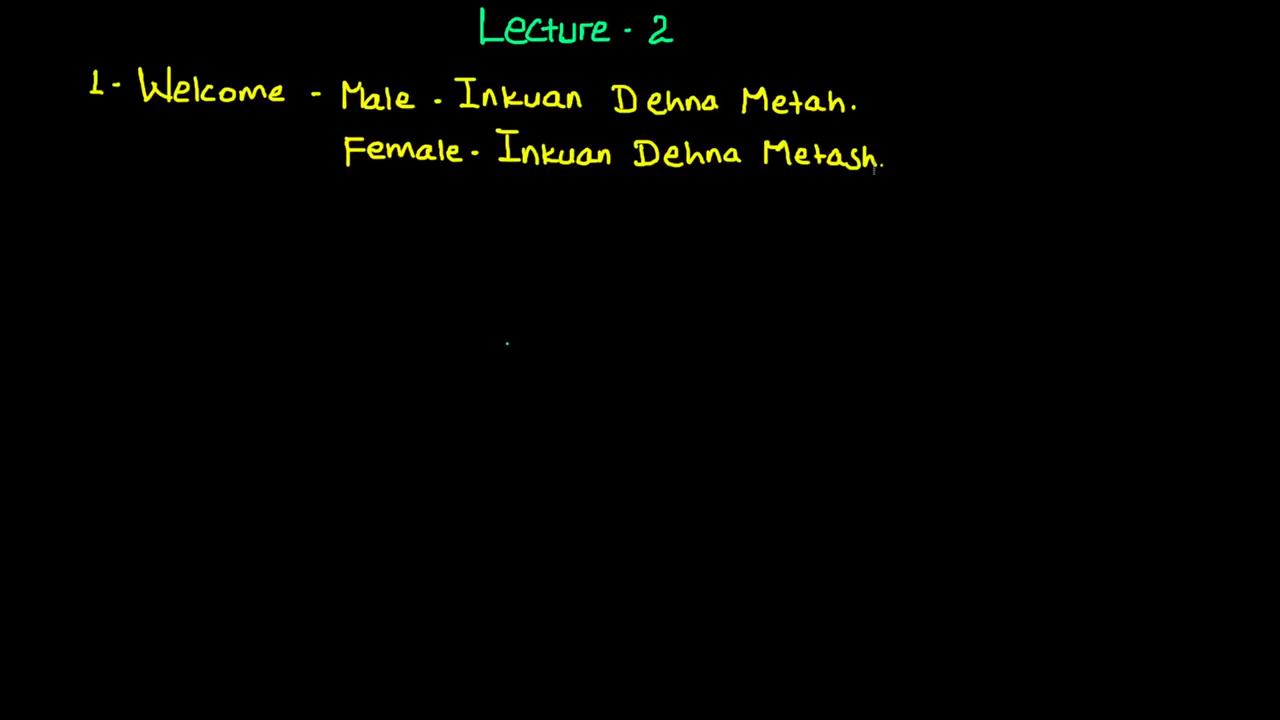 Lecture - 2
1- Welcome - Male - Inkuan Dehna Metah.
Female - Inkuan Dehna Metash.